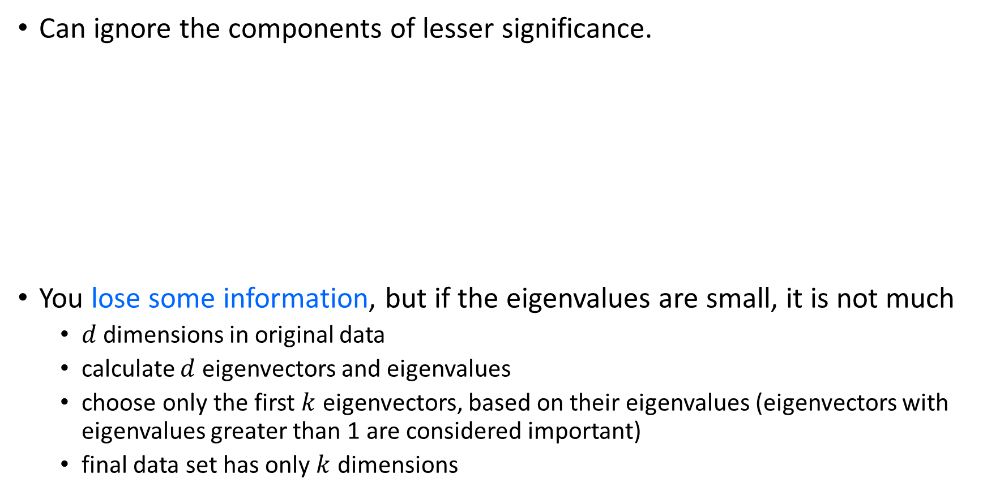 • Can ignore the components of lesser significance.
• You lose some information, but if the eigenvalues are small, it is not much
• d dimensions in original data
• calculate d eigenvectors and eigenvalues
• choose only the first k eigenvectors, based on their eigenvalues (eigenvectors with
eigenvalues greater than 1 are considered important)
• final data set has only k dimensions